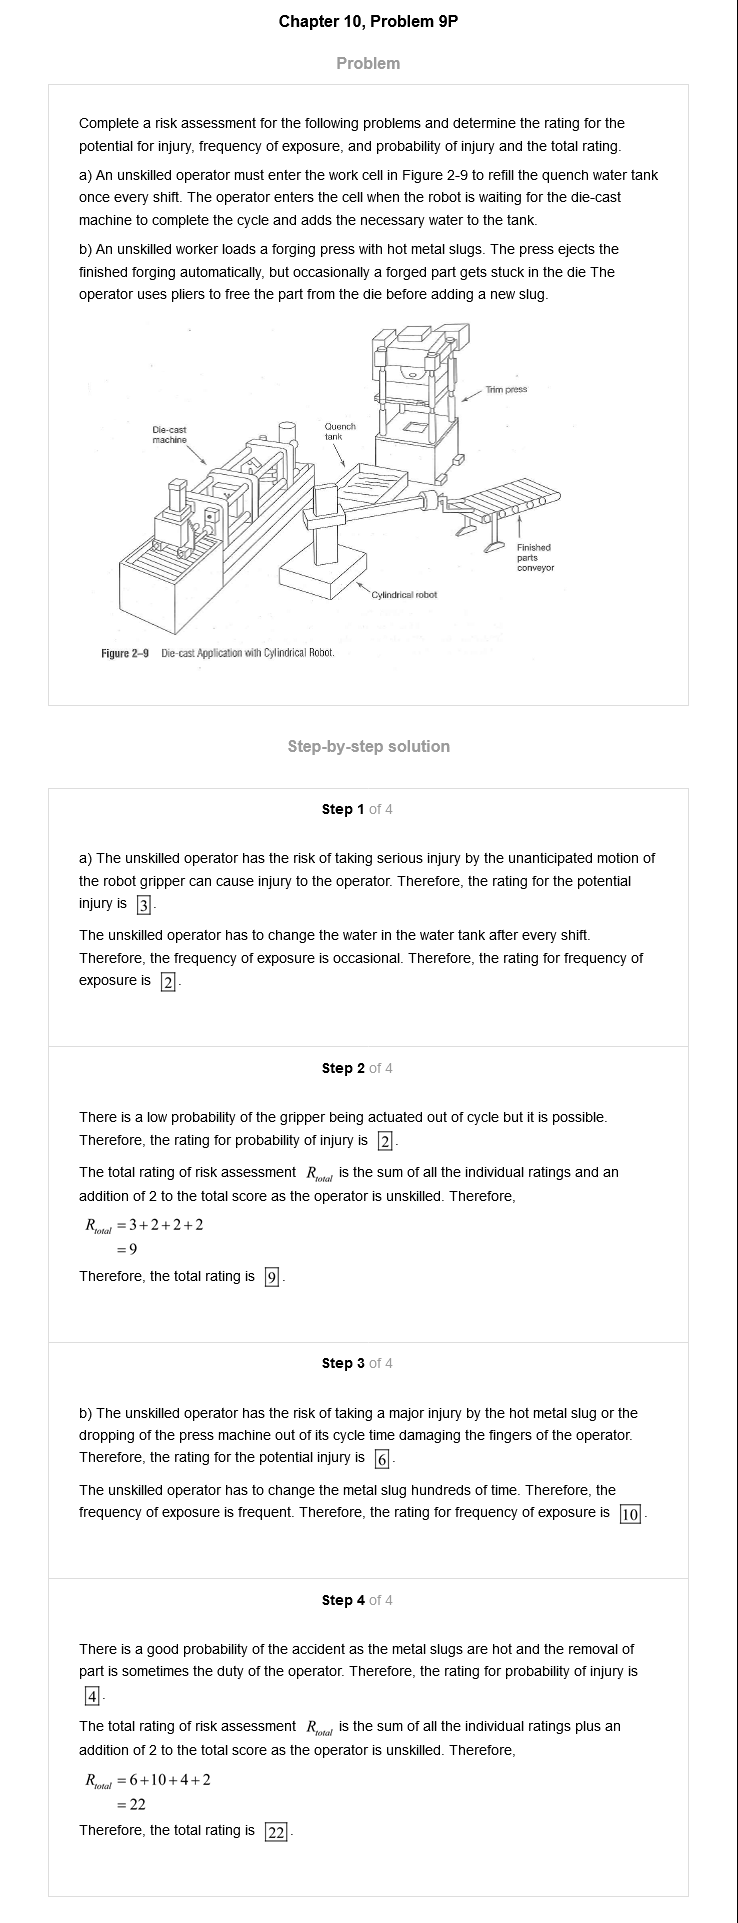 Chapter 10, Problem 9P
Problem
Complete a risk assessment for the following problems and determine the rating for the
potential for injury, frequency of exposure, and probability of injury and the total rating.
a) An unskilled operator must enter the work cell in Figure 2-9 to refill the quench water tank
once every shift. The operator enters the cell when the robot is waiting for the die-cast
machine to complete the cycle and adds the necessary water to the tank.
b) An unskilled worker loads a forging press with hot metal slugs. The press ejects the
finished forging automatically, but occasionally a forged part gets stuck in the die The
operator uses pliers to free the part from the die before adding a new slug.
Trim press
Die-cast
machine
Quench
tank
Finished
parts
conveyor
Cylindrical robot
Figure 2–9 Die-cast Application with Cylindrical Robot.
Step-by-step solution
Step 1 of 4
a) The unskilled operator has the risk of taking serious injury by the unanticipated motion of
the robot gripper can cause injury to the operator. Therefore, the rating for the potential
injury is 3.
The unskilled operator has to change the water in the water tank after every shift.
Therefore, the frequency of exposure is occasional. Therefore, the rating for frequency of
exposure is 2.
Step 2 of 4
There is a low probability of the gripper being actuated out of cycle but it is possible.
Therefore, the rating for probability of injury is 2.
The total rating of risk assessment R_total is the sum of all the individual ratings and an
addition of 2 to the total score as the operator is unskilled. Therefore,
R_total = 3+2+2+2
= 9
Therefore, the total rating is 9.
Step 3 of 4
b) The unskilled operator has the risk of taking a major injury by the hot metal slug or the
dropping of the press machine out of its cycle time damaging the fingers of the operator.
Therefore, the rating for the potential injury is 6.
The unskilled operator has to change the metal slug hundreds of time. Therefore, the
frequency of exposure is frequent. Therefore, the rating for frequency of exposure is 10.
Step 4 of 4
There is a good probability of the accident as the metal slugs are hot and the removal of
part is sometimes the duty of the operator. Therefore, the rating for probability of injury is
4.
The total rating of risk assessment R_total is the sum of all the individual ratings plus an
addition of 2 to the total score as the operator is unskilled. Therefore,
R_total = 6+10+4+2
= 22
Therefore, the total rating is 22.